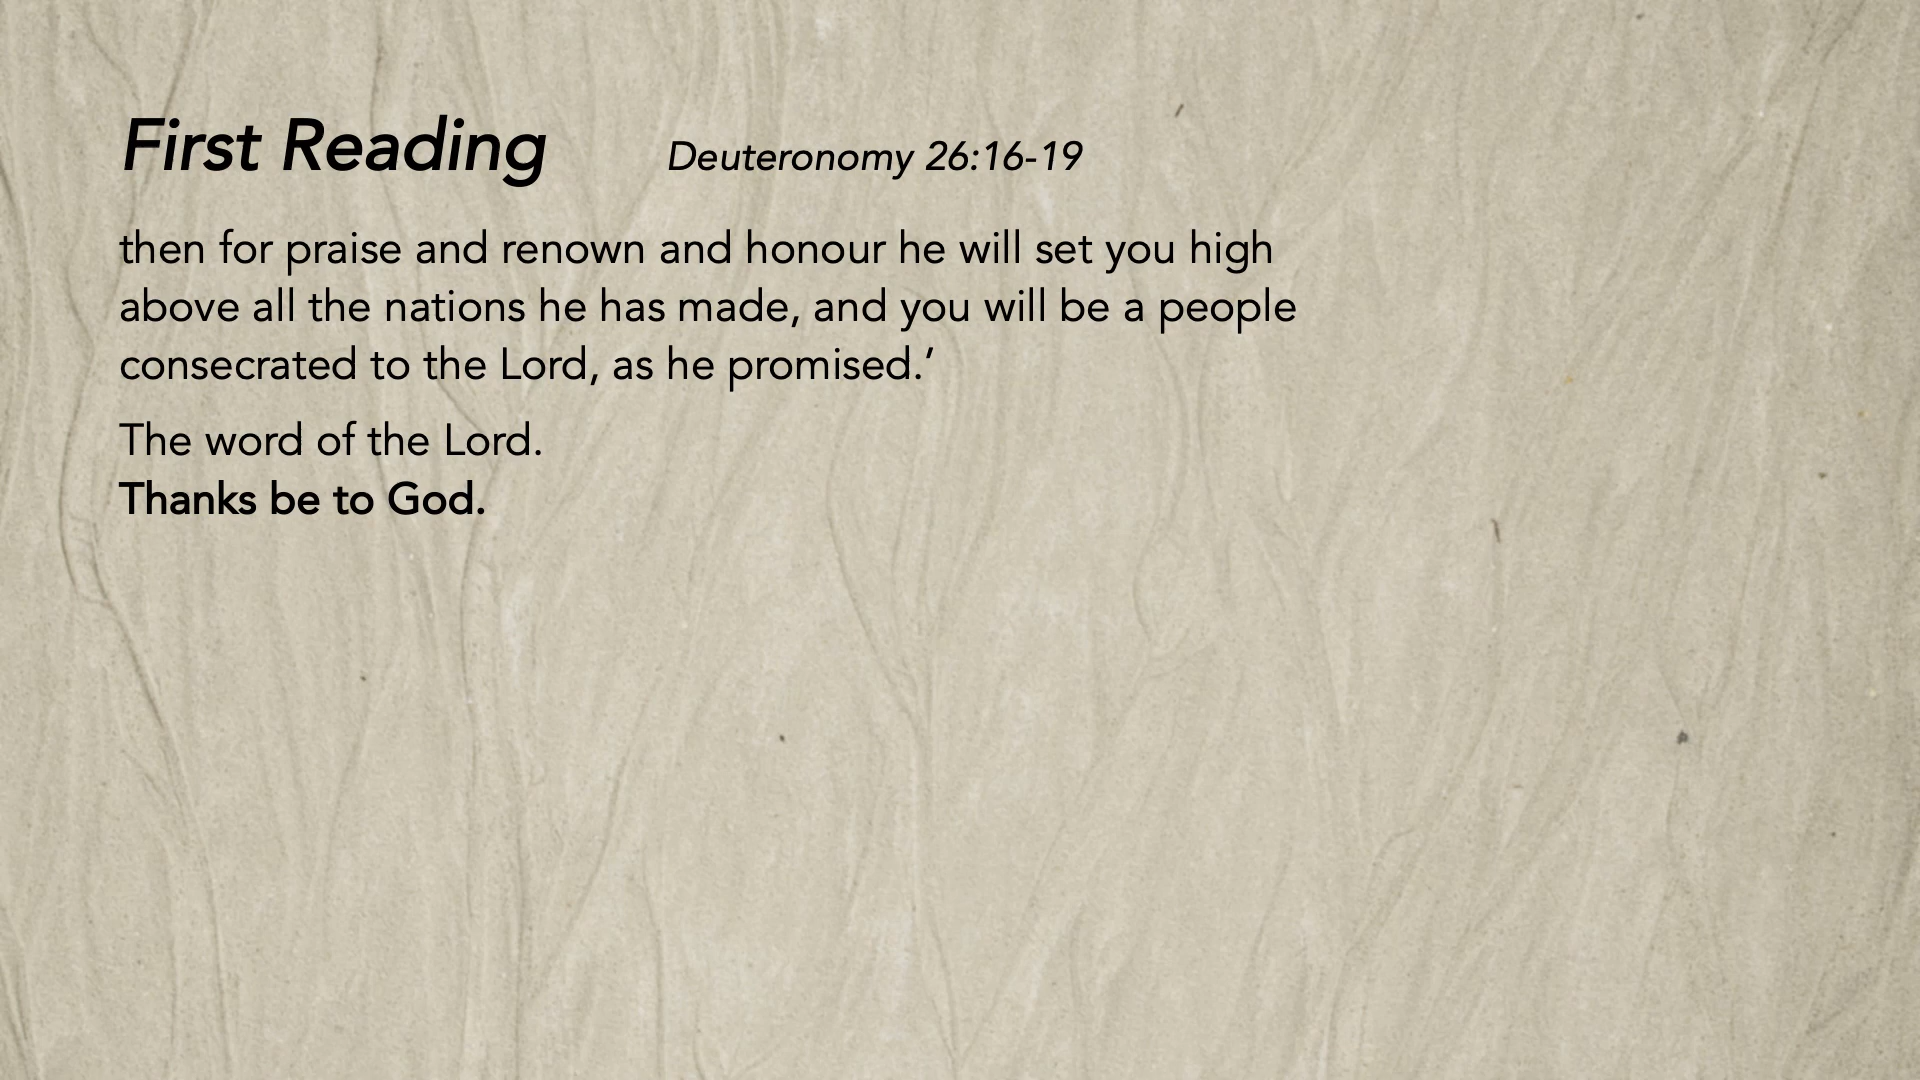 First Reading Deuteronomy 26:16-19
then for praise and renown and honour he will set you high
above all the nations he has made, and you will be a people
consecrated to the Lord, as he promised.’
The word of the Lord.
Thanks be to God.